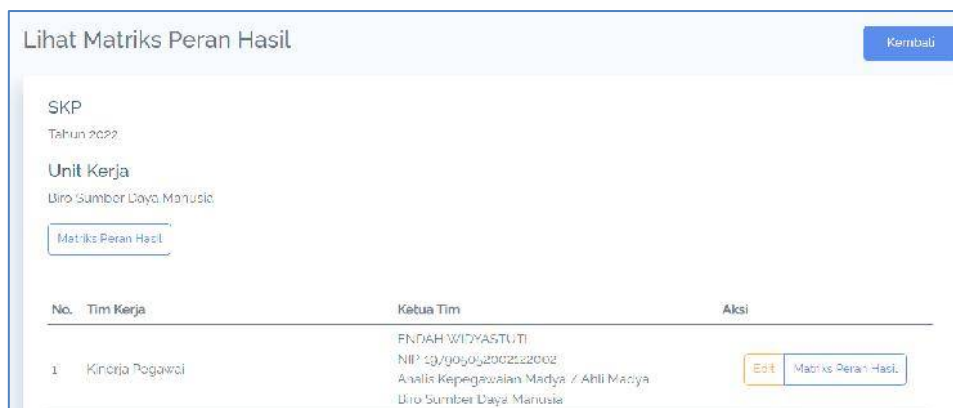 Lihat Matriks Peran Hasil
Kembali
SKP
Tahun 2022
Unit Kerja
Biro Sumber Daya Manusia
Matriks Peran Hasil
No. Tim Kerja Ketua Tim Aksi
ENDAH WIDYASTUTI
NIP 197905052002122002
1 Kinerja Pegawai Edit Matriks Peran Hasil
Analis Kepegawaian Madya / Ahli Madya
Biro Sumber Daya Manusia